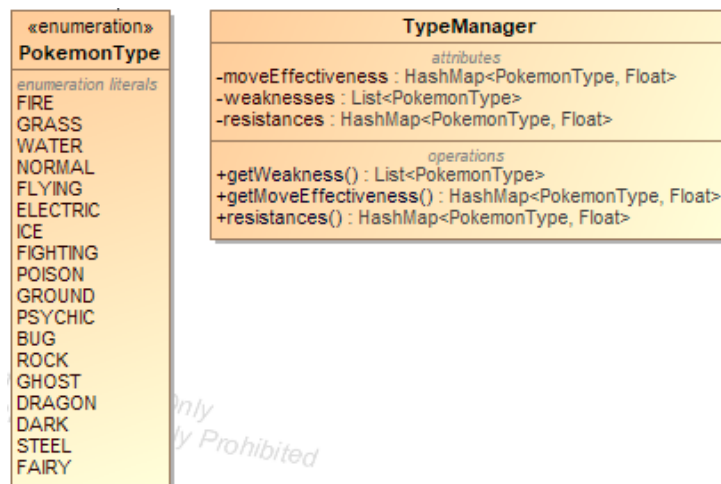 «enumeration»
PokemonType
enumeration literals
FIRE
GRASS
WATER
NORMAL
FLYING
ELECTRIC
ICE
FIGHTING
POISON
GROUND
PSYCHIC
BUG
ROCK
GHOST
DRAGON
DARK
STEEL
FAIRY
TypeManager
attributes
-moveEffectiveness : HashMap<PokemonType, Float>
-weaknesses : List<PokemonType>
-resistances : HashMap<PokemonType, Float>
operations
+getWeakness() : List<PokemonType>
+getMoveEffectiveness() : HashMap<PokemonType, Float>
+resistances() : HashMap<PokemonType, Float>
Prohibited